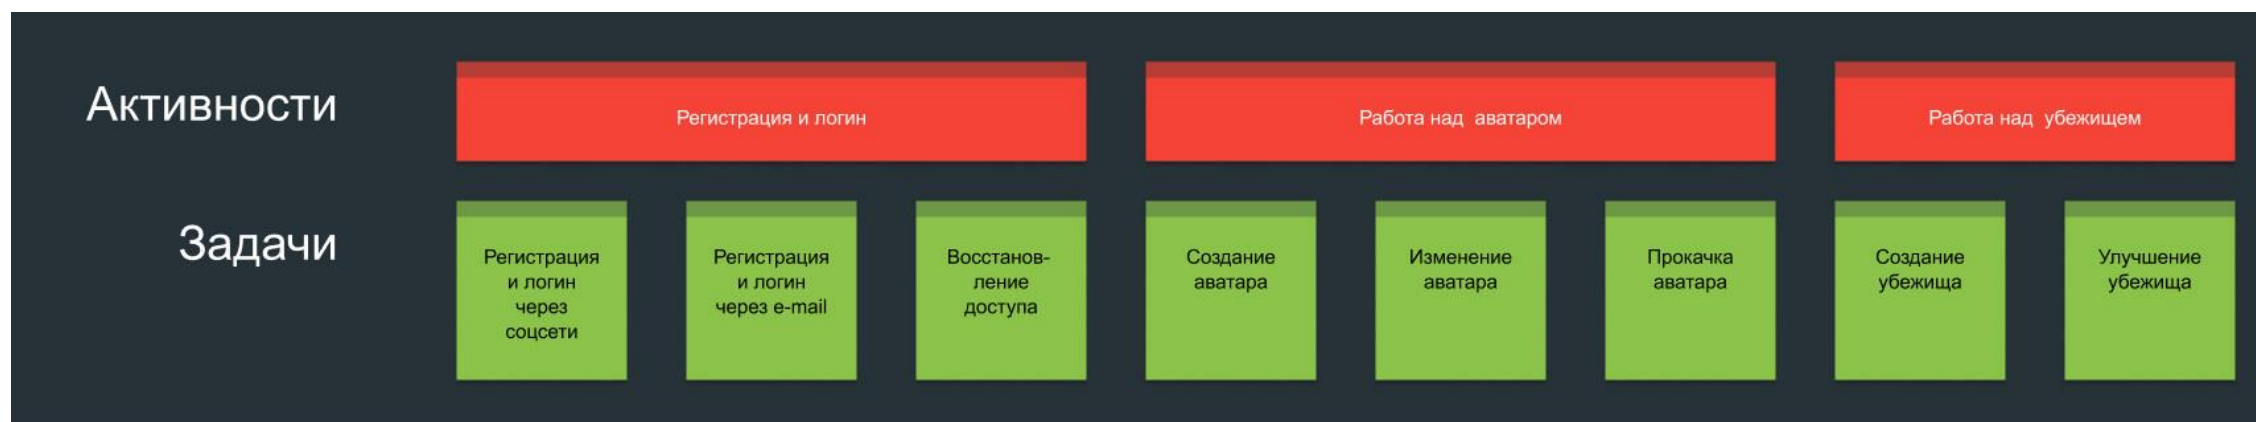 Активности
Регистрация и логин
Работа над аватаром
Работа над убежищем
Задачи
Регистрация
и логин
через
соцсети
Регистрация
и логин
через e-mail
Восстанов-
ление
доступа
Создание
аватара
Изменение
аватара
Прокачка
аватара
Создание
убежища
Улучшение
убежища